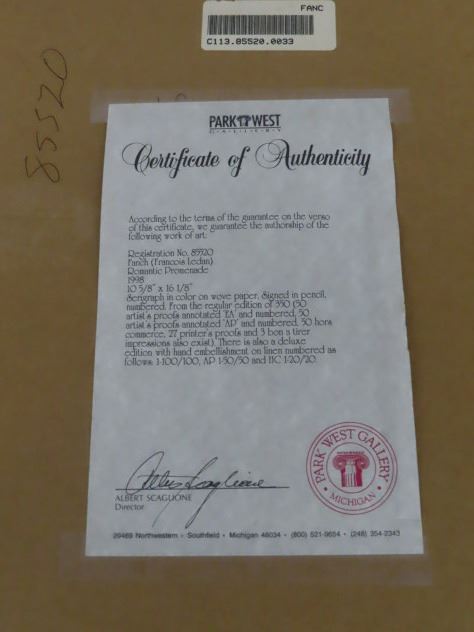 FANC
C113.85520.0033
85520
PARK WEST
GALLERY
Certificate of Authenticity
According to the terms of the guarantee on the verso
of this certificate, we guarantee the authorship of the
following work of art:
Registration No. 85520
Fanch (Francois Ledan)
Romantic Promenade
1998
10 5/8" x 16 1/8"
Serigraph in color on wove paper. Signed in pencil,
numbered. From the regular edition of 350 (50
artist's proofs annotated 'EA' and numbered, 50
artist's proofs annotated 'AP' and numbered, 50 hors
commerce, 27 printer's proofs and 3 bon a tirer
impressions also exist). There is also a deluxe
edition with hand embellishment on linen numbered as
follows: 1-100/100, AP 1-50/50 and HC 1-20/20.
Albert Scaglione
ALBERT SCAGLIONE
Director
PARK WEST GALLERY
• MICHIGAN •
29469 Northwestern • Southfield • Michigan 48034 • (800) 521-9654 • (248) 354-2343